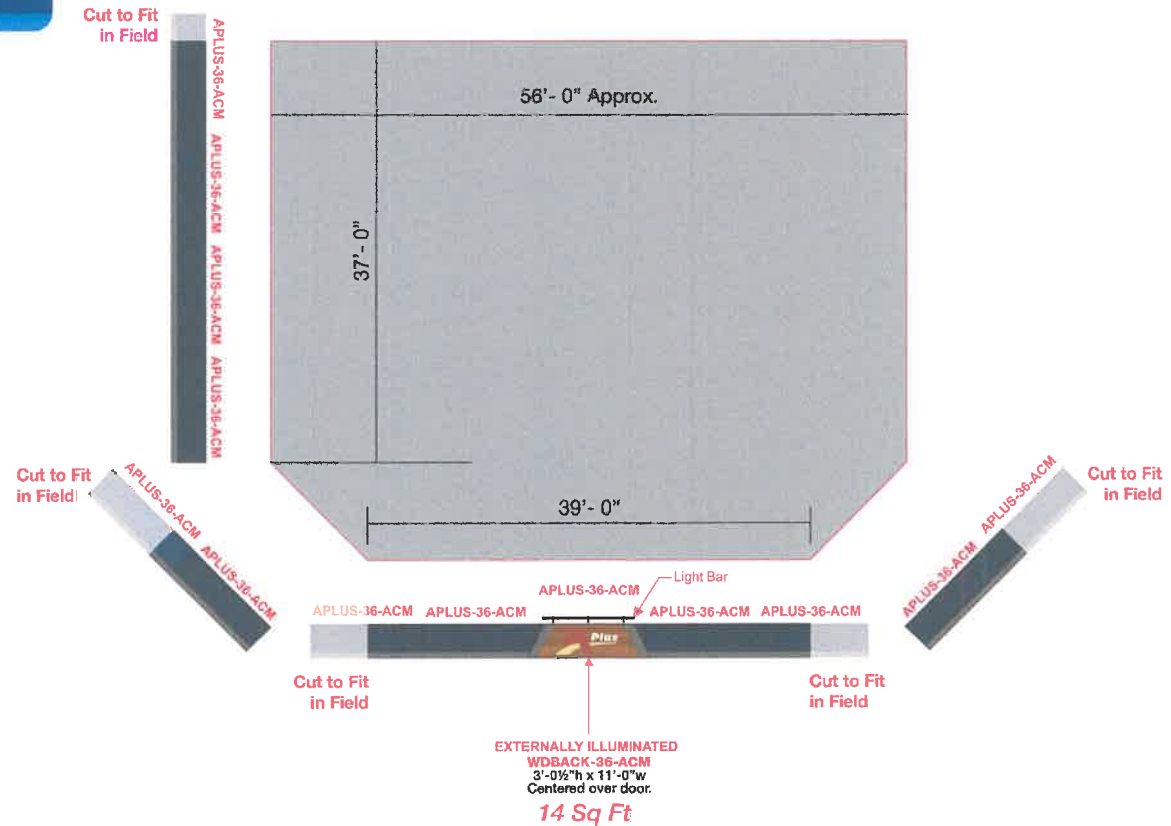 Cut to Fit
in Field
APLUS-36-ACM
APLUS-36-ACM
APLUS-36-ACM
APLUS-36-ACM
56'- 0" Approx.
37'- 0"
39'- 0"
Cut to Fit
in Field
APLUS-36-ACM
APLUS-36-ACM
Cut to Fit
in Field
APLUS-36-ACM
APLUS-36-ACM
Light Bar
APLUS-36-ACM
APLUS-36-ACM APLUS-36-ACM APLUS-36-ACM APLUS-36-ACM
Plus
Cut to Fit
in Field
Cut to Fit
in Field
EXTERNALLY ILLUMINATED
WDBACK-36-ACM
3'-0½"h x 11'-0"w
Centered over door.
14 Sq Ft